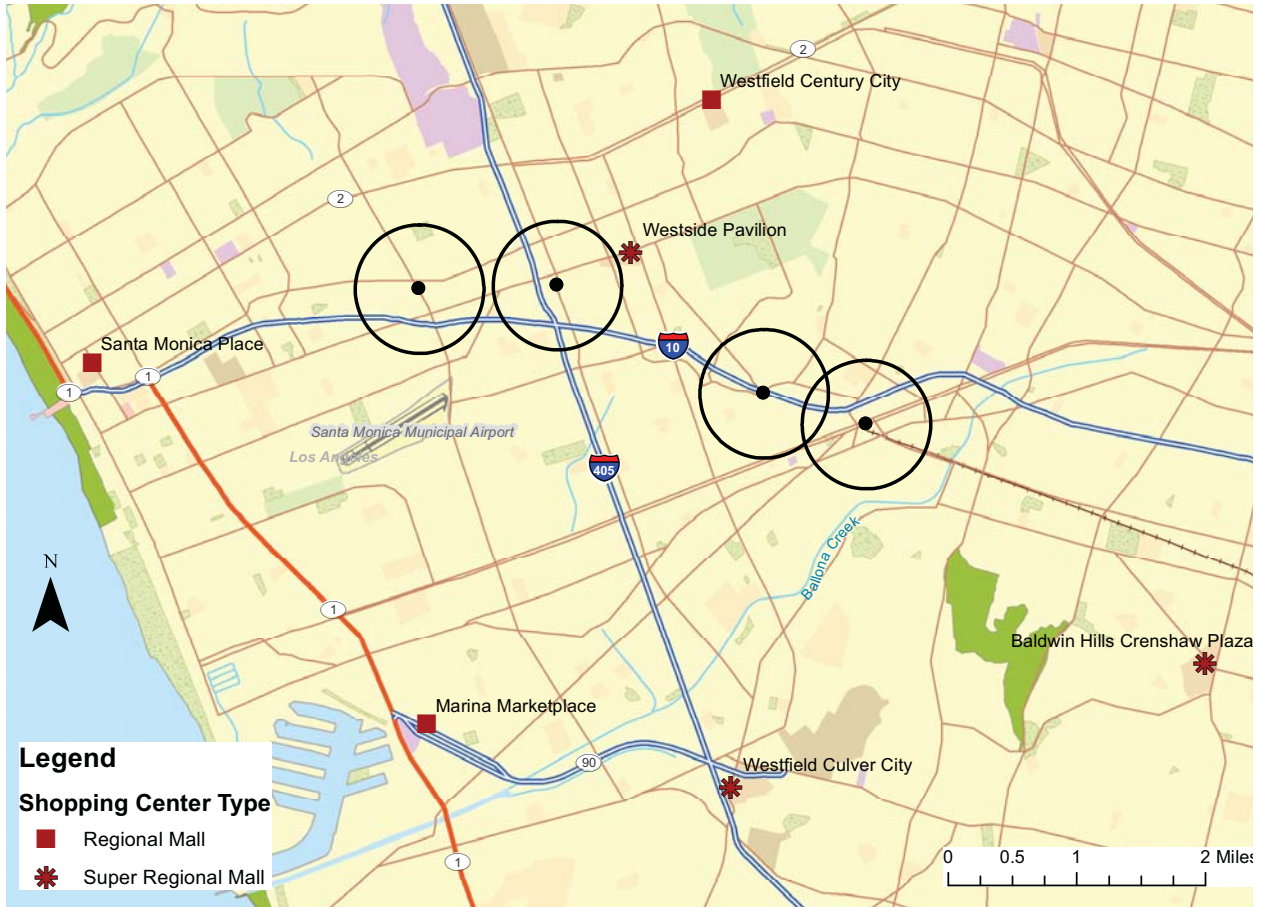 2
Westfield Century City
2
Westside Pavilion
Santa Monica Place
10
1
1
Santa Monica Municipal Airport
Los Angeles
405
N
Ballona Creek
1
Baldwin Hills Crenshaw Plaza
Marina Marketplace
90
Westfield Culver City
1
Legend
Shopping Center Type
Regional Mall
Super Regional Mall
0 0.5 1 2 Miles